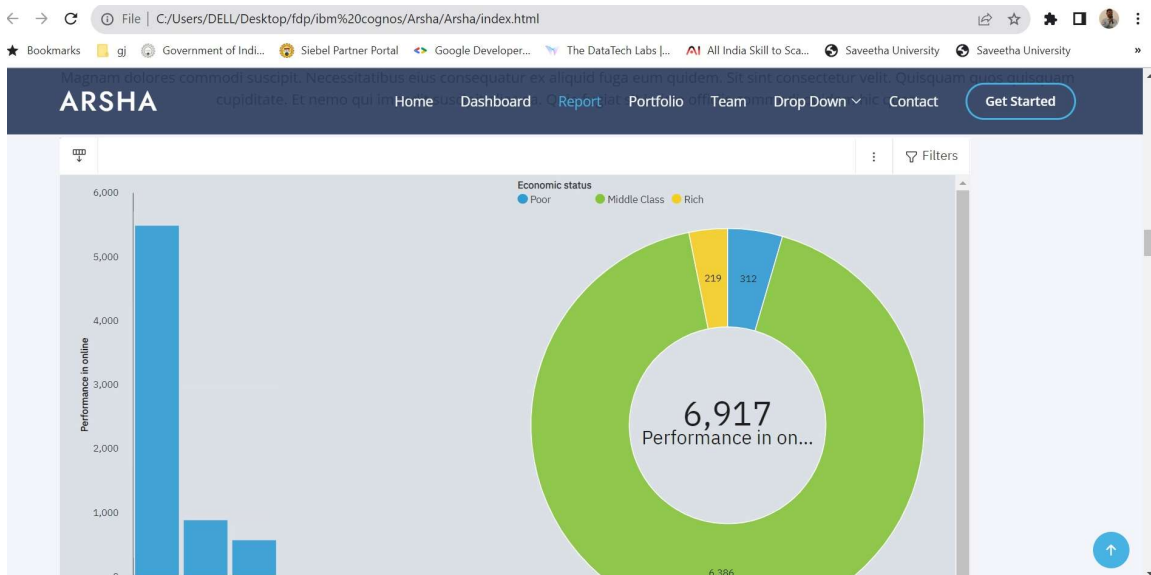 File | C:/Users/DELL/Desktop/fdp/ibm%20cognos/Arsha/Arsha/index.html
Bookmarks gj Government of Indi... Siebel Partner Portal Google Developer... The DataTech Labs |... All India Skill to Sca... Saveetha University Saveetha University »
Magnam dolores commodi suscipit. Necessitatibus eius consequatur ex aliquid fuga eum quidem. Sit sint consectetur velit. Quisquam quos quisquam
cupiditate. Et nemo qui
ARSHA Home Dashboard Report Portfolio Team Drop Down Contact Get Started
Filters
Economic status
Poor Middle Class Rich
6,000
5,000
4,000
3,000
2,000
1,000
Performance in online
219 312
6,917
Performance in on...
6,386